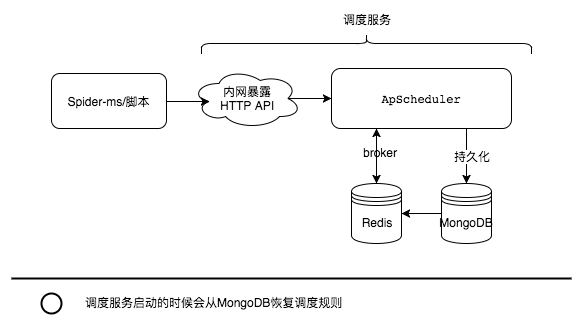 调度服务
Spider-ms/脚本
内网暴露
HTTP API
ApScheduler
broker
持久化
Redis
MongoDB
调度服务启动的时候会从MongoDB恢复调度规则